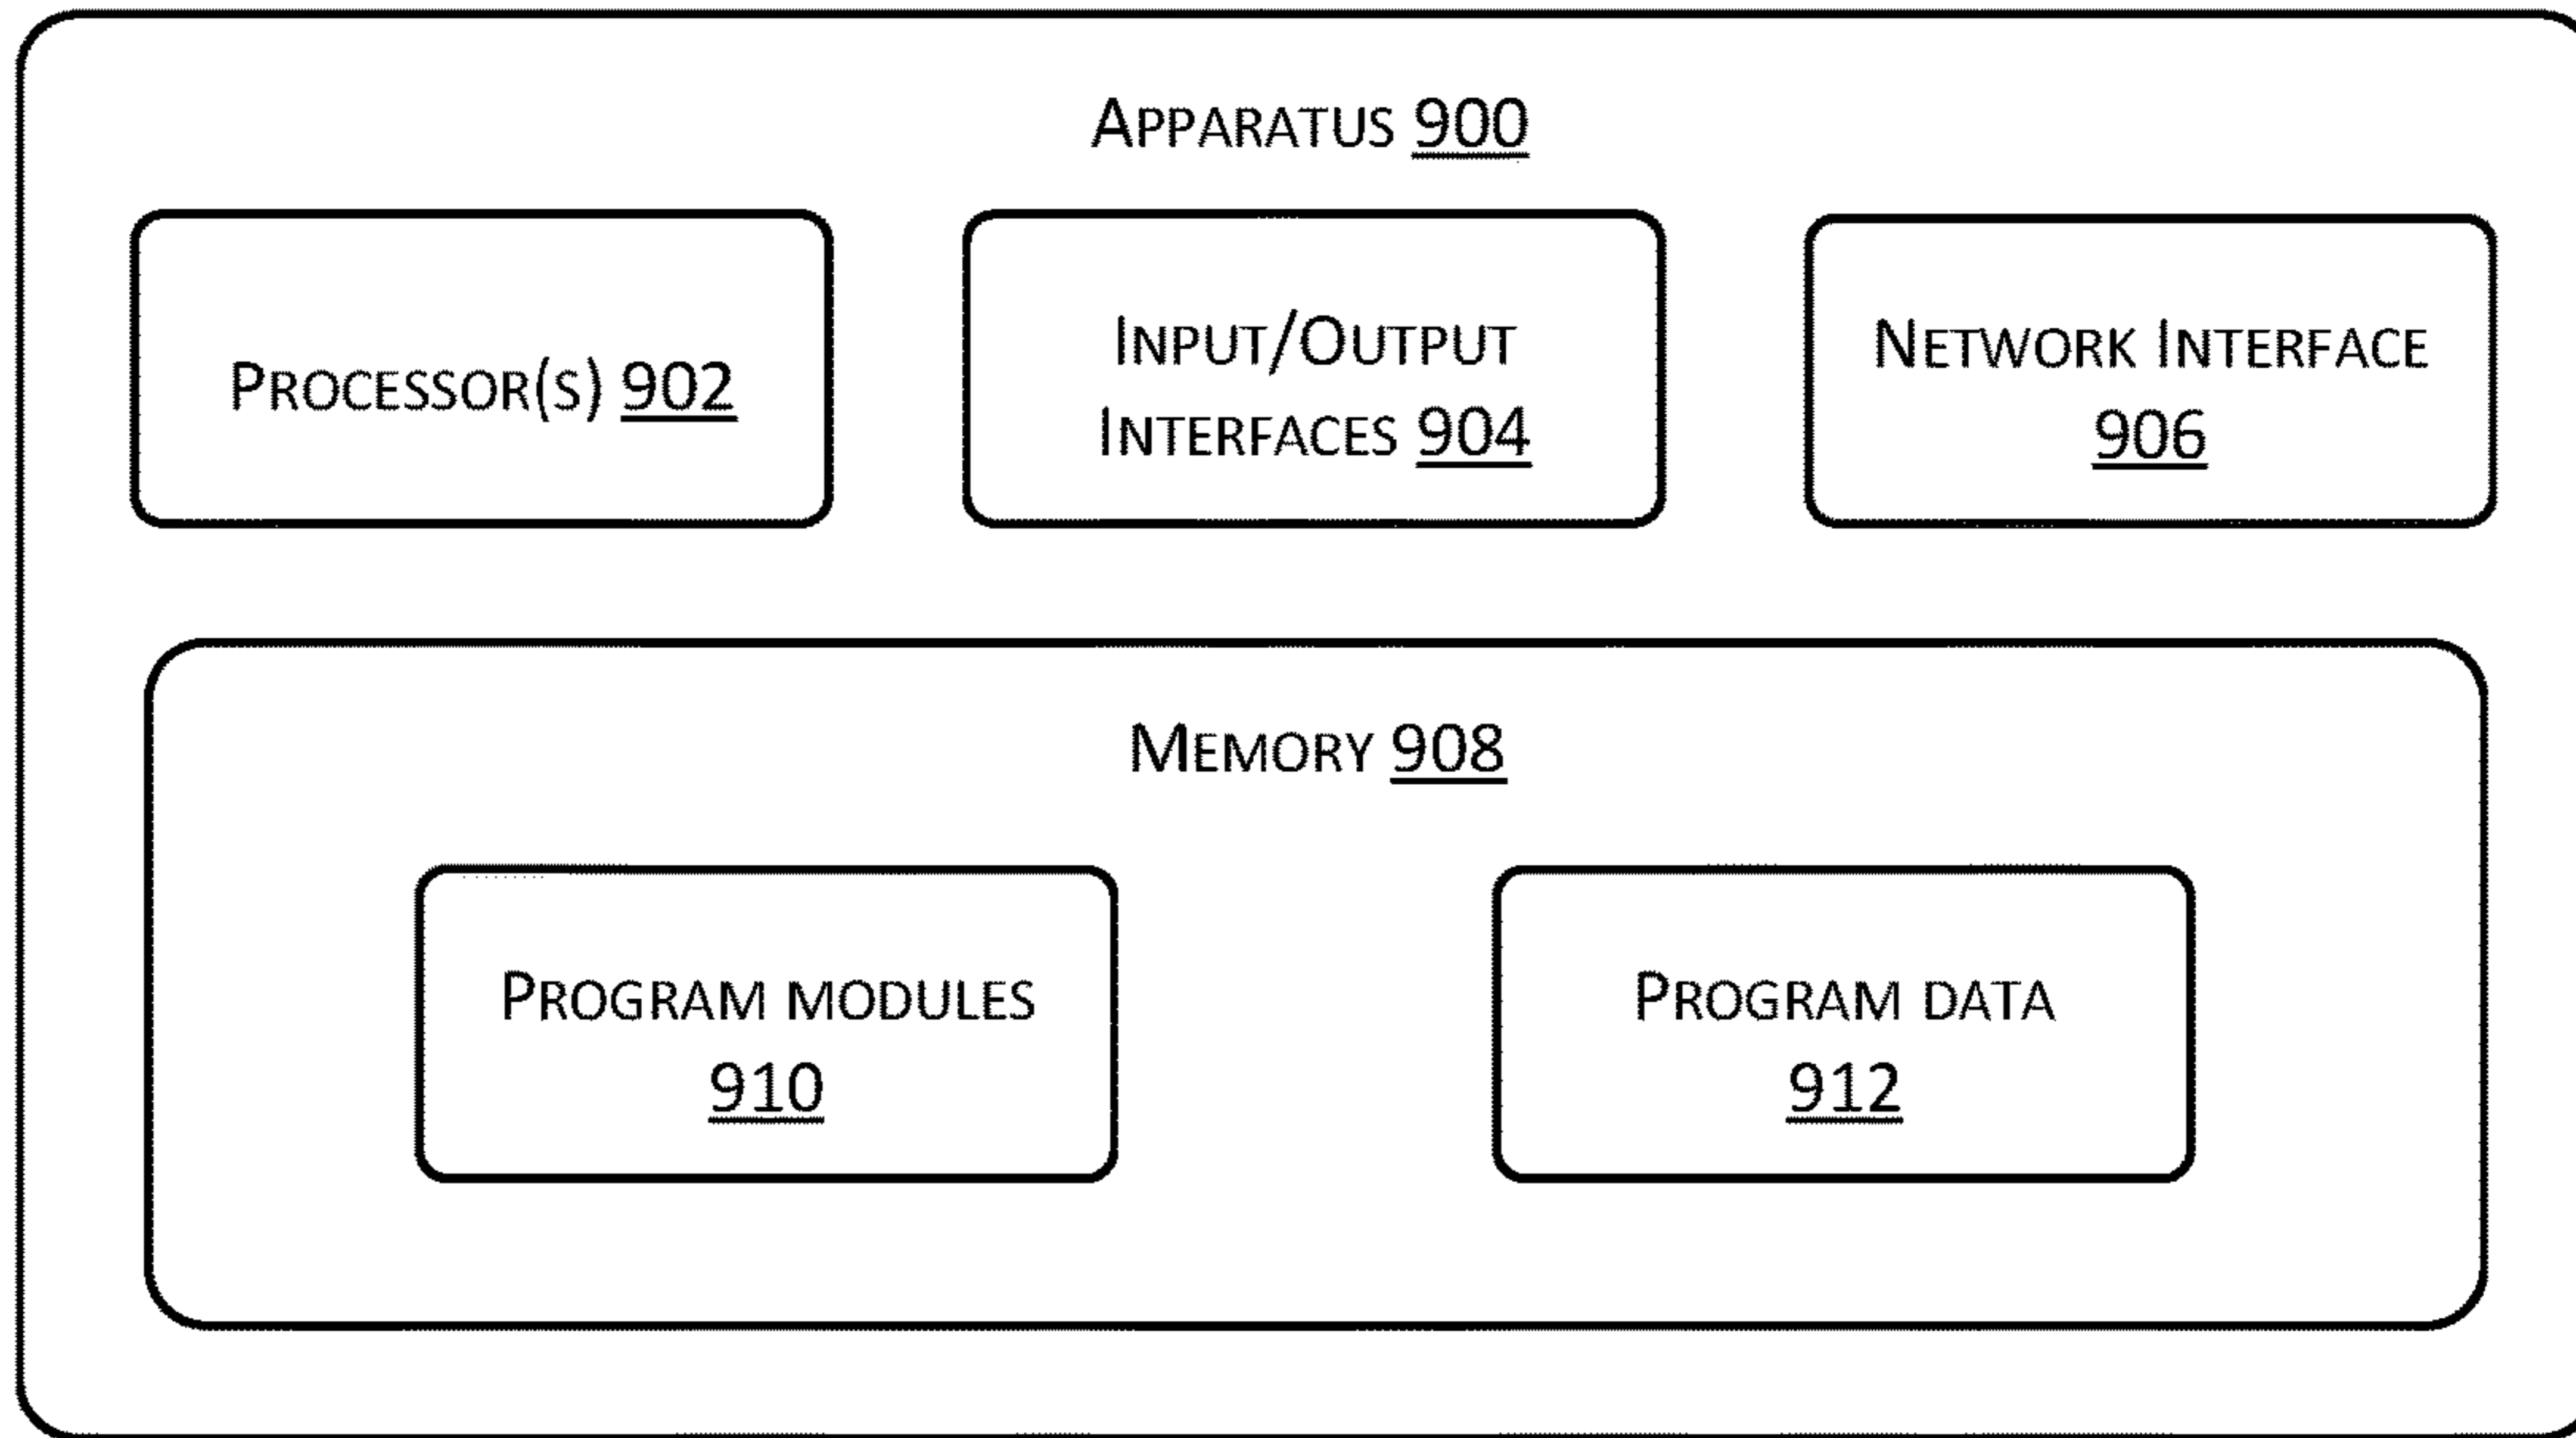 APPARATUS 900
PROCESSOR(S) 902
INPUT/OUTPUT
INTERFACES 904
NETWORK INTERFACE
906
MEMORY 908
PROGRAM MODULES
910
PROGRAM DATA
912